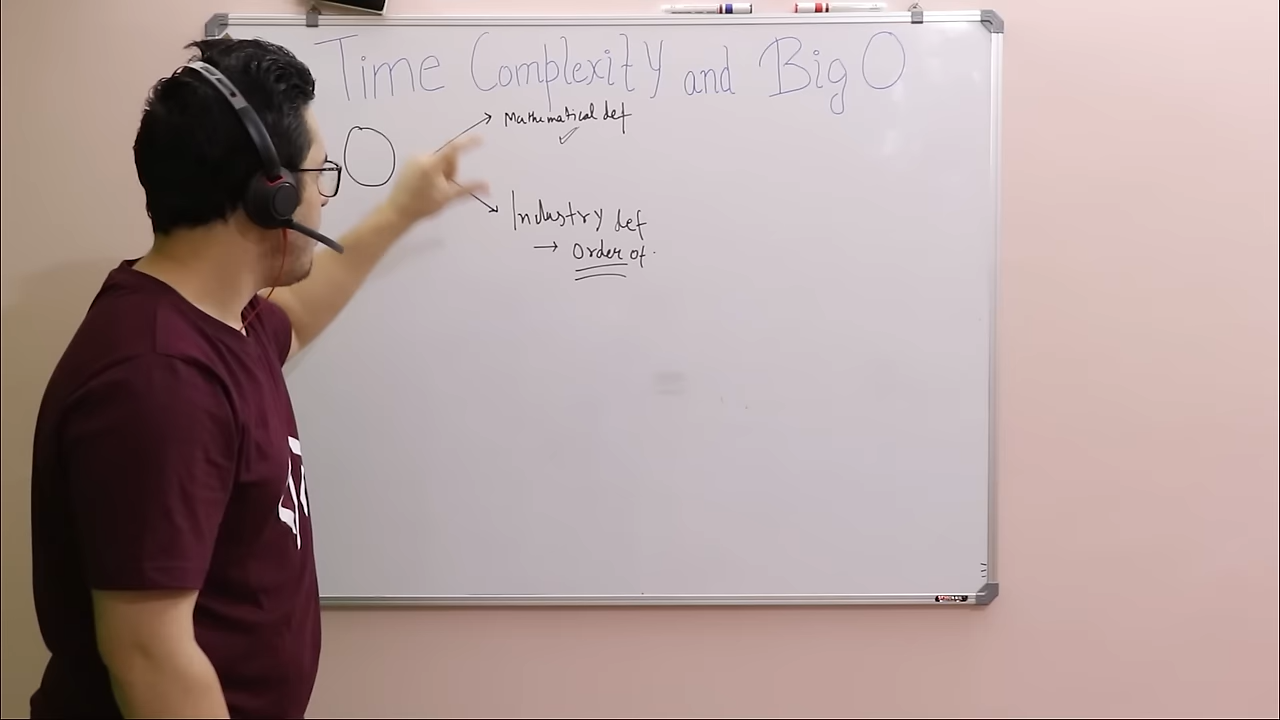 Time Complexity and Big O
O
Mathematical def
✓
Industry def
→ Order of